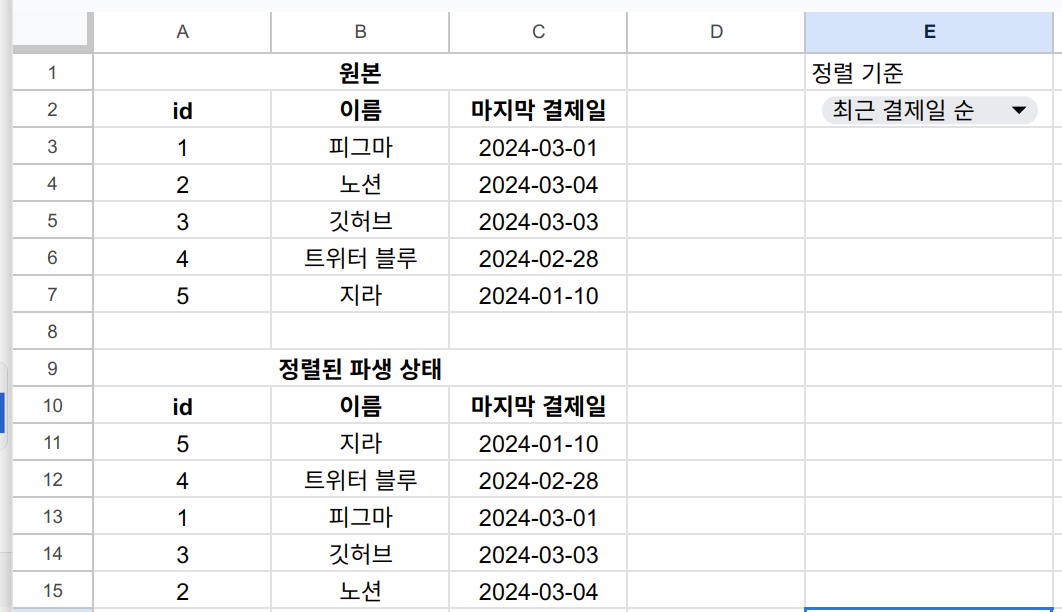 A B C D E
1 원본 정렬 기준
2 id 이름 마지막 결제일 최근 결제일 순
3 1 피그마 2024-03-01
4 2 노션 2024-03-04
5 3 깃허브 2024-03-03
6 4 트위터 블루 2024-02-28
7 5 지라 2024-01-10
8
9 정렬된 파생 상태
10 id 이름 마지막 결제일
11 5 지라 2024-01-10
12 4 트위터 블루 2024-02-28
13 1 피그마 2024-03-01
14 3 깃허브 2024-03-03
15 2 노션 2024-03-04